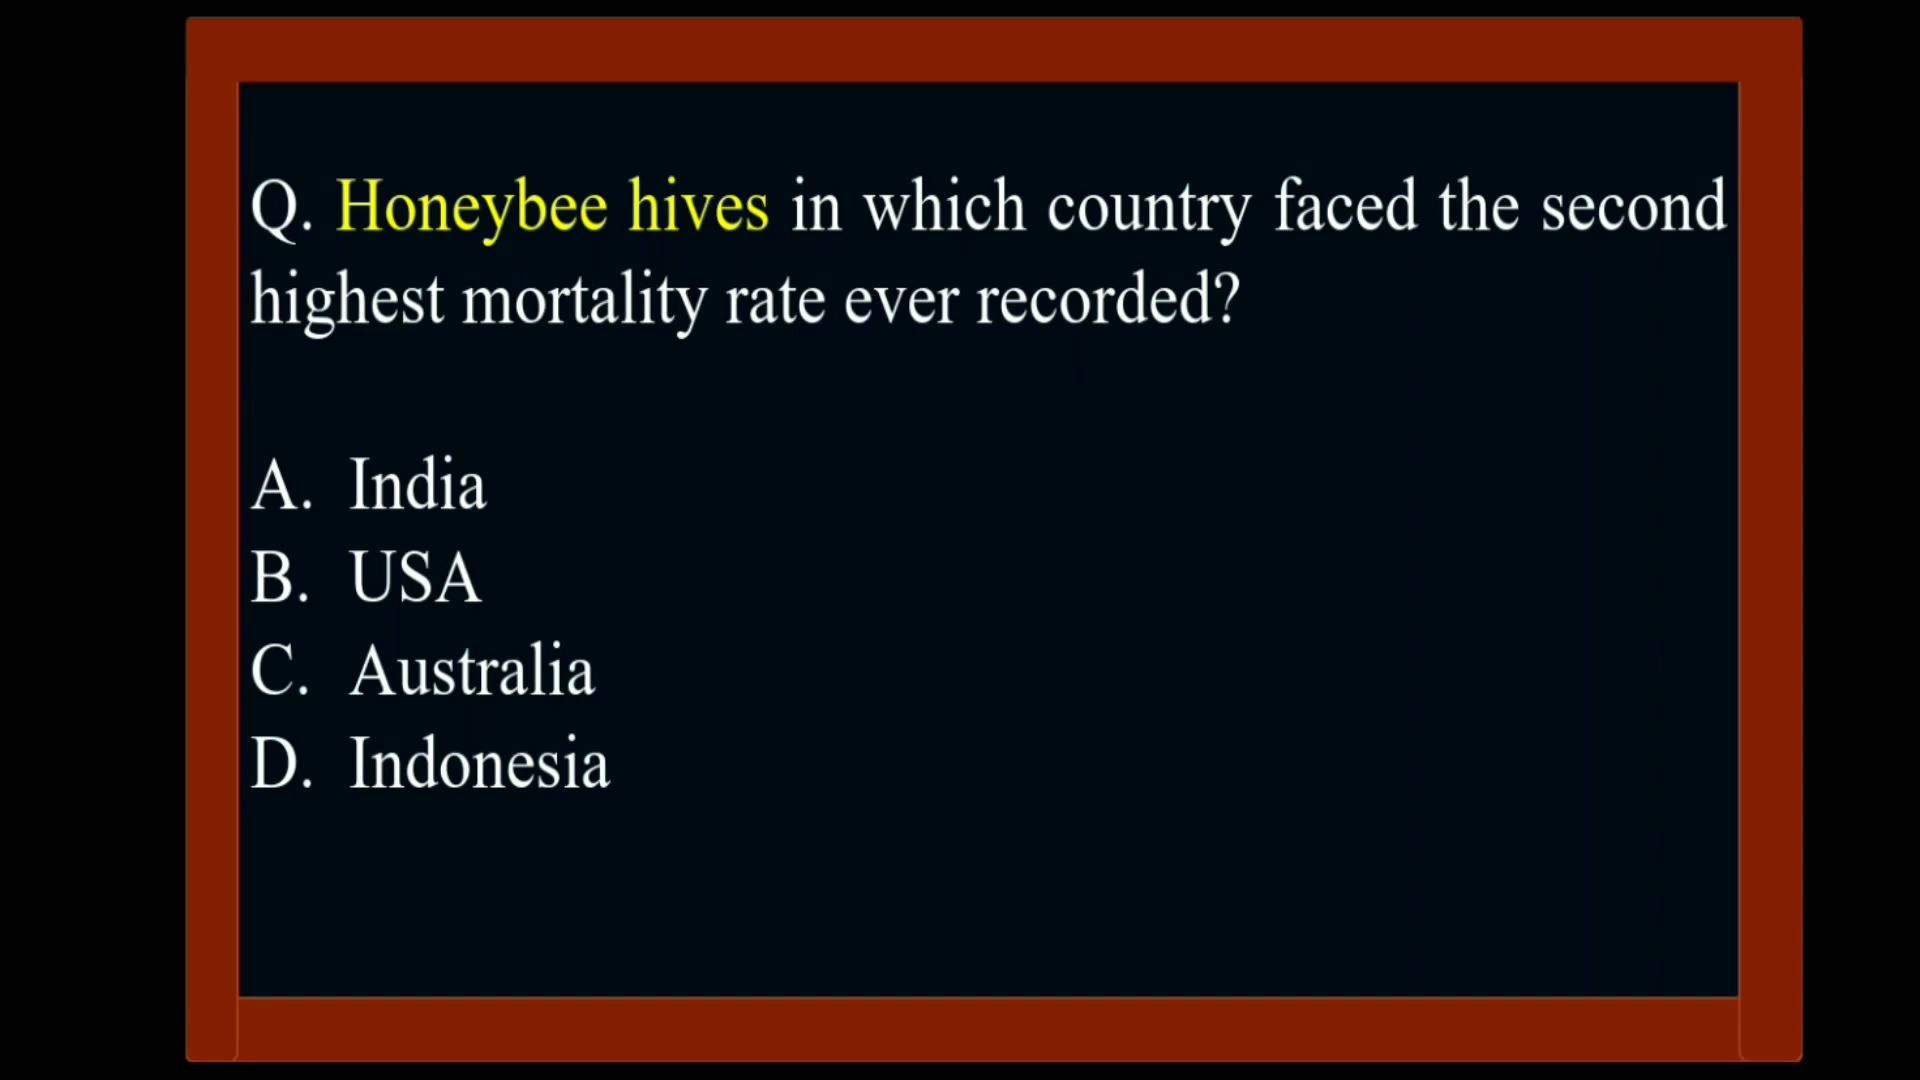 Q. Honeybee hives in which country faced the second
highest mortality rate ever recorded?
A. India
B. USA
C. Australia
D. Indonesia